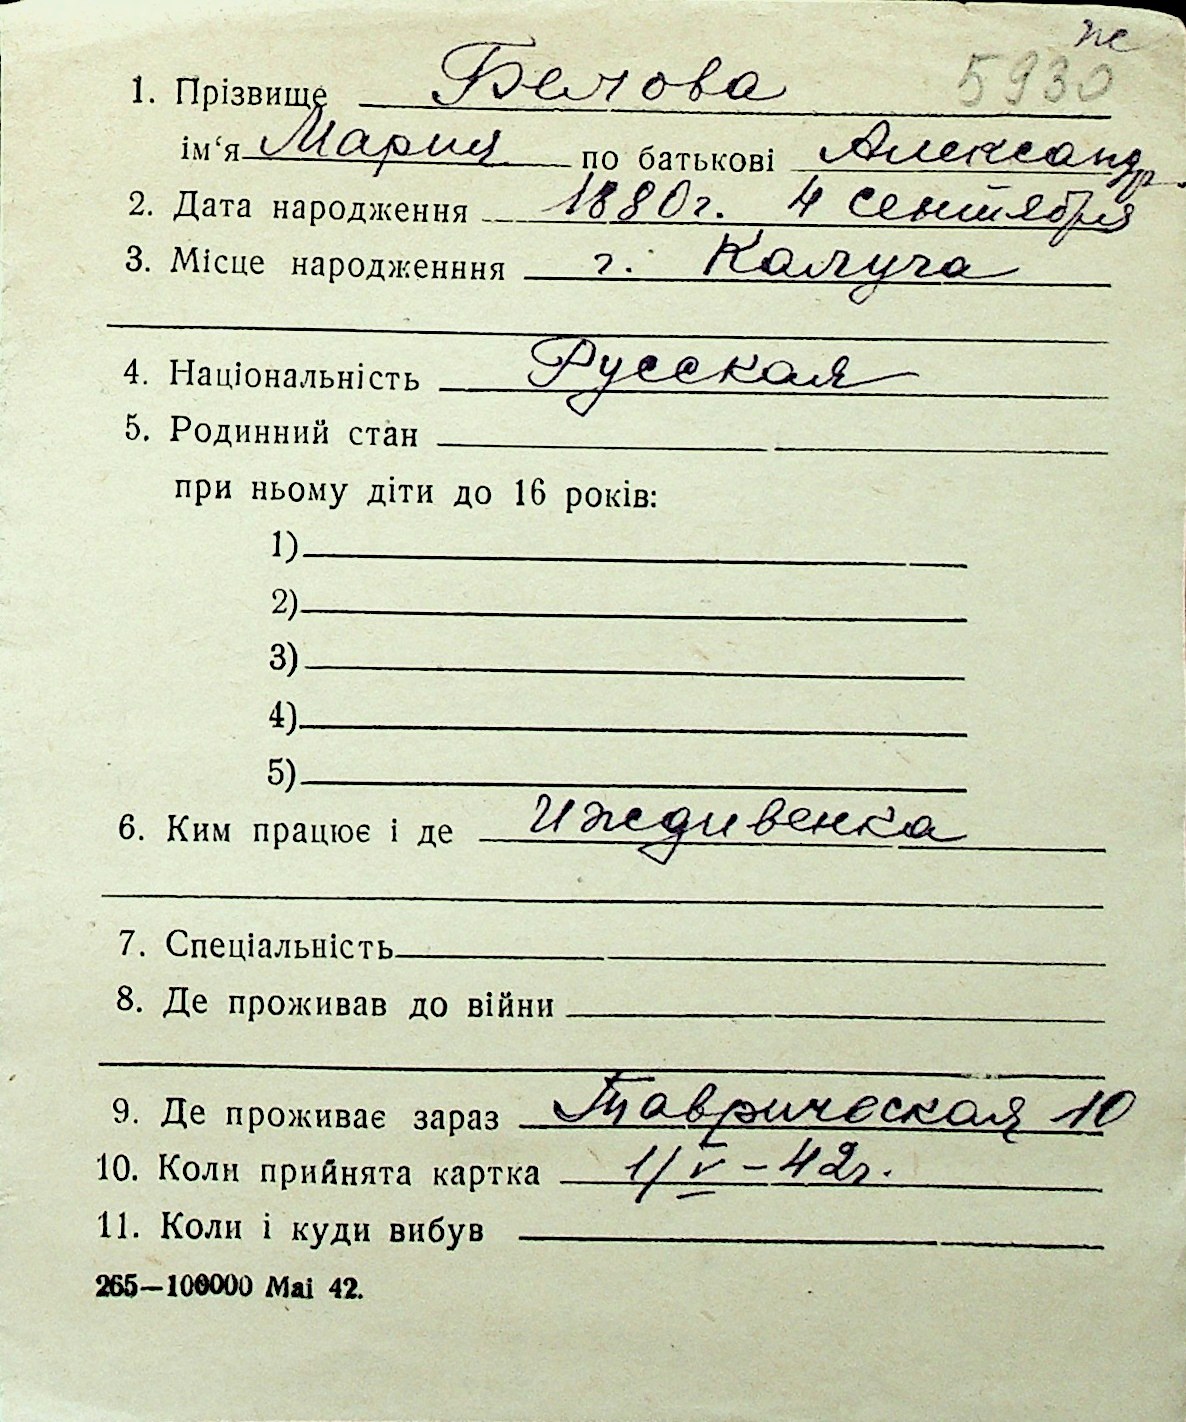 ж
5930
1. Прізвище Белова
ім‘я Мария по батькові Александр.
2. Дата народження 1880г. 4 сентября
3. Місце народженння г. Калуга
4. Національність Русская
5. Родинний стан
при ньому діти до 16 років:
1)
2)
3)
4)
5)
6. Ким працює і де Иждивенка
7. Спеціальність
8. Де проживав до війни
9. Де проживає зараз Таврическая 10
10. Коли прийнята картка 1/V – 42г.
11. Коли і куди вибув
265—100000 Mai 42.